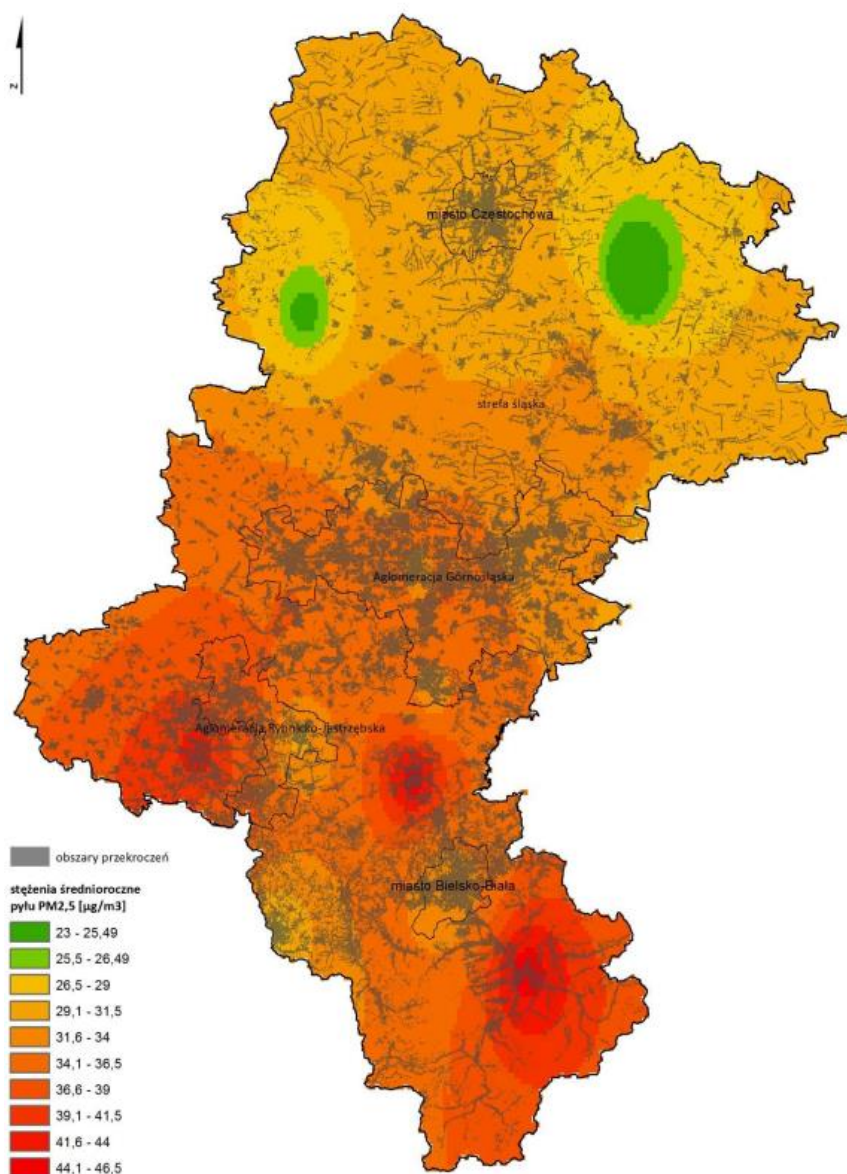 z
miasto Częstochowa
strefa śląska
Aglomeracja Górnośląska
Aglomeracja Rybnicko-Jastrzębska
miasto Bielsko-Biała
obszary przekroczeń
stężenia średnioroczne
pyłu PM2,5 [µg/m3]
23 - 25,49
25,5 - 26,49
26,5 - 29
29,1 - 31,5
31,6 - 34
34,1 - 36,5
36,6 - 39
39,1 - 41,5
41,6 - 44
44,1 - 46,5